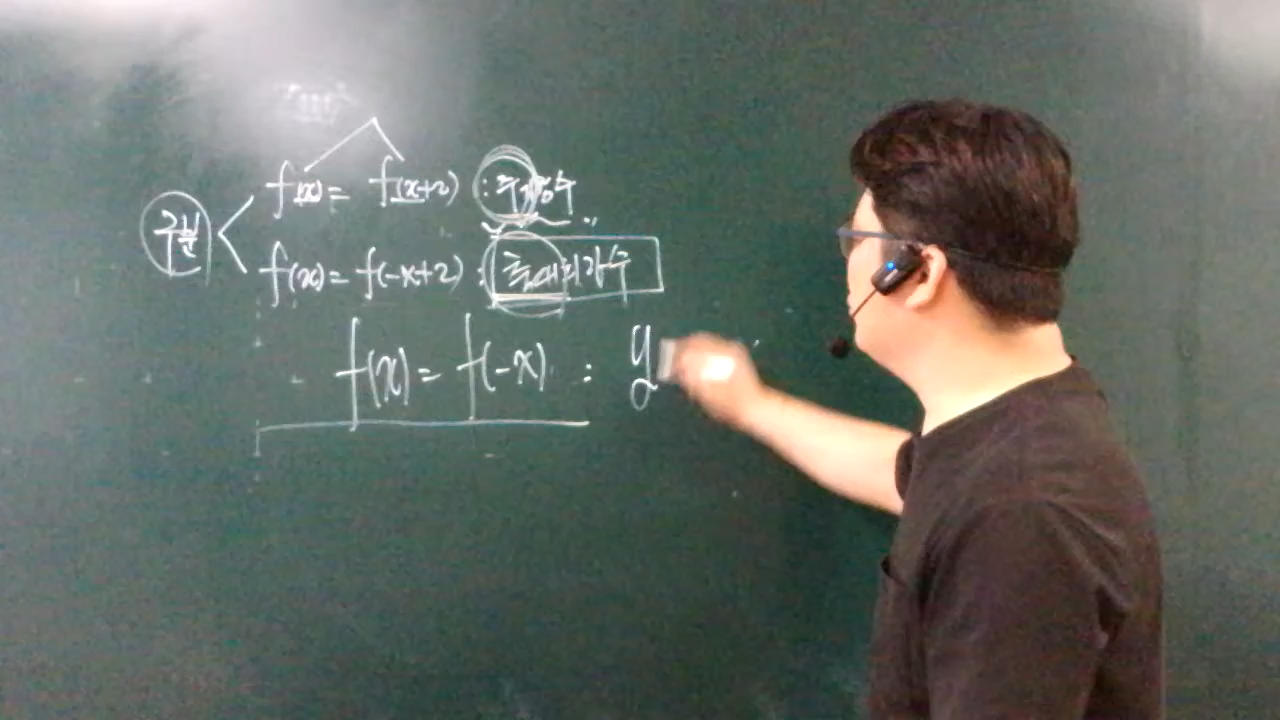 f(x) = f(x+2) : 주기함수
구분
f(x) = f(-x+2) : 축대칭함수
f(x) = f(-x) : y